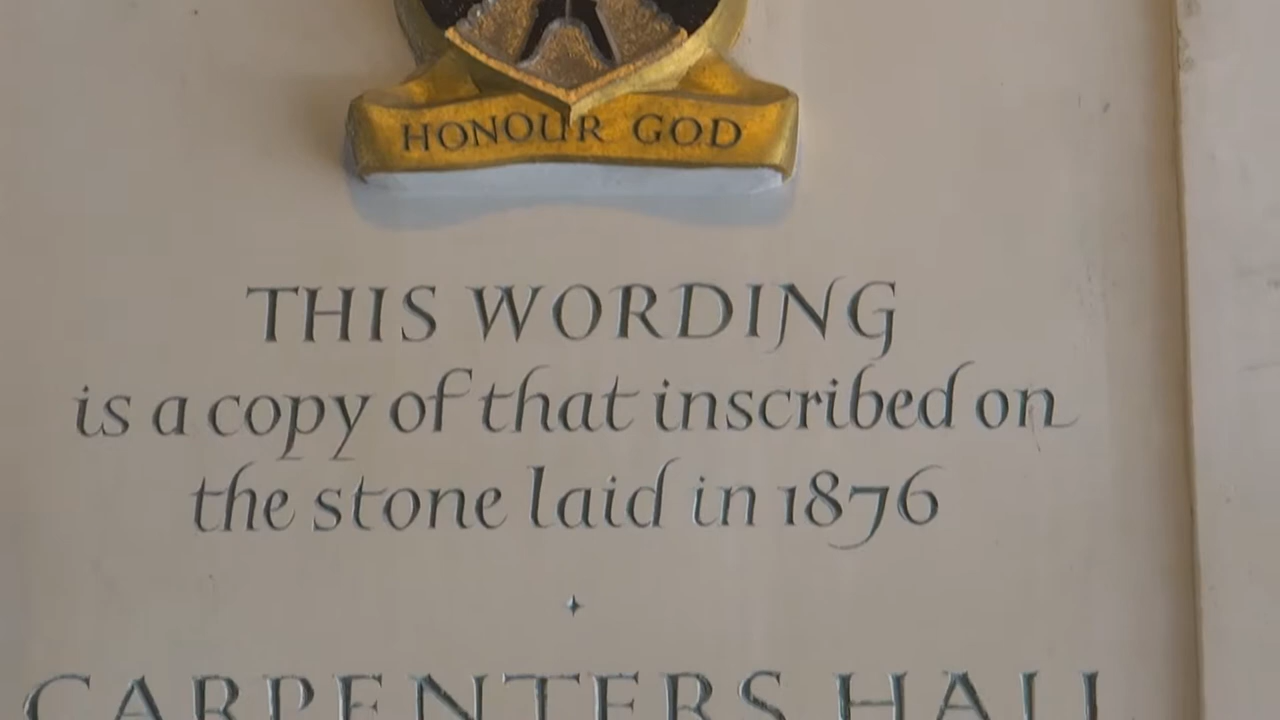 HONOUR GOD
THIS WORDING
is a copy of that inscribed on
the stone laid in 1876
CARPENTERS HALL